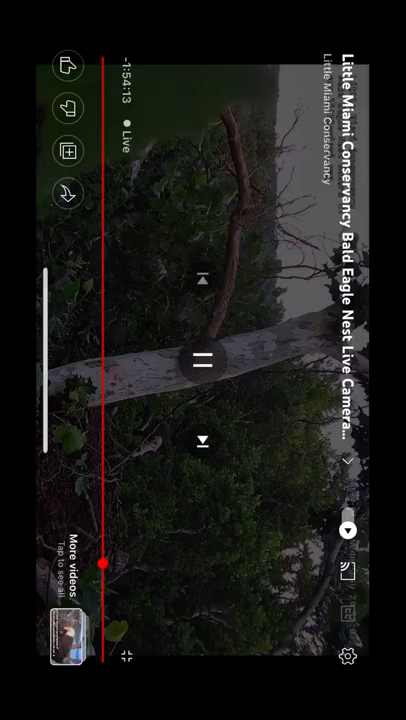 Little Miami Conservancy Bald Eagle Nest Live Camera...
Little Miami Conservancy
-1:54:13
Live
More videos
Tap to see all